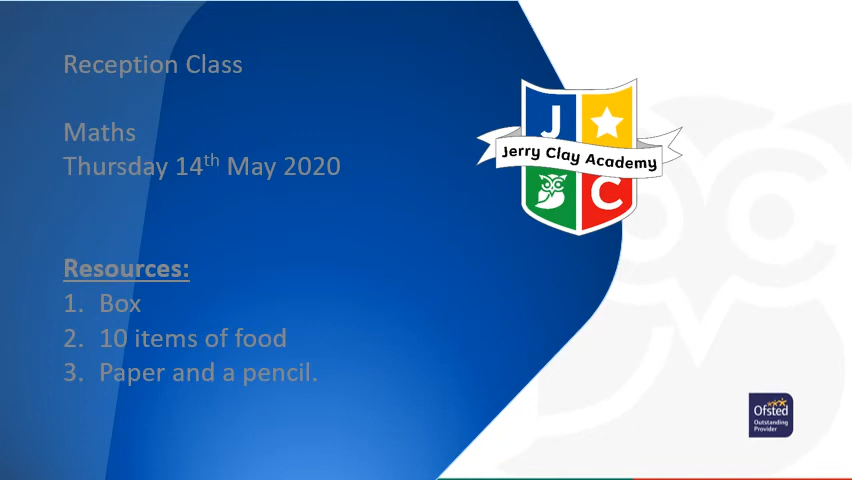 Reception Class
Maths
Thursday 14th May 2020
Resources:
1. Box
2. 10 items of food
3. Paper and a pencil.
J
Jerry Clay Academy
C
Ofsted
Outstanding
Provider